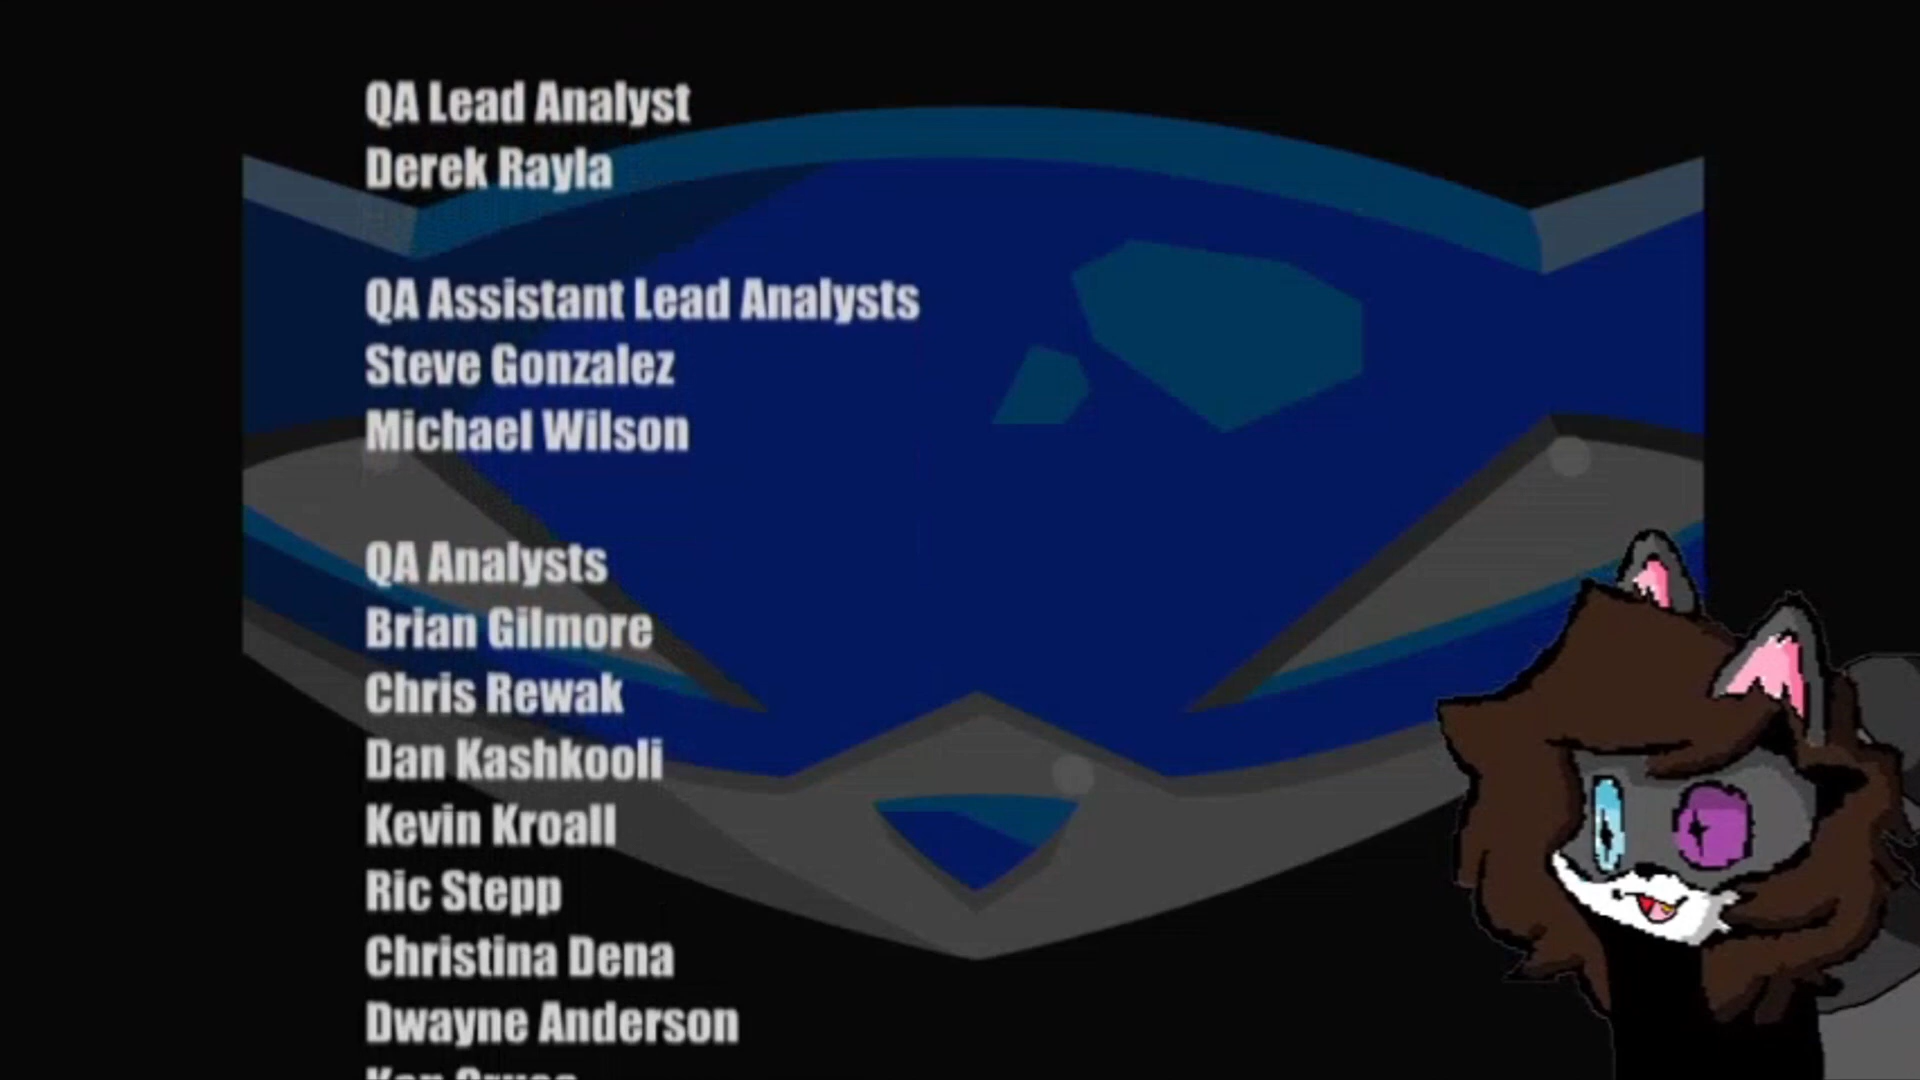 QA Lead Analyst
Derek Rayla
QA Assistant Lead Analysts
Steve Gonzalez
Michael Wilson
QA Analysts
Brian Gilmore
Chris Rewak
Dan Kashkooli
Kevin Kroall
Ric Stepp
Christina Dena
Dwayne Anderson